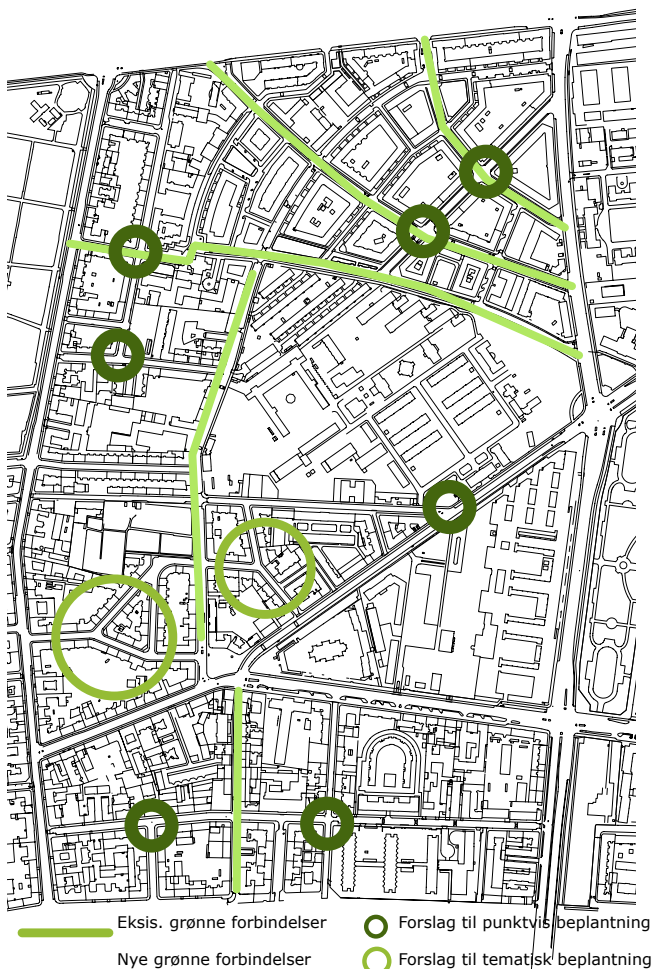 Eksis. grønne forbindelser
Forslag til punktvis beplantning
Nye grønne forbindelser
Forslag til tematisk beplantning